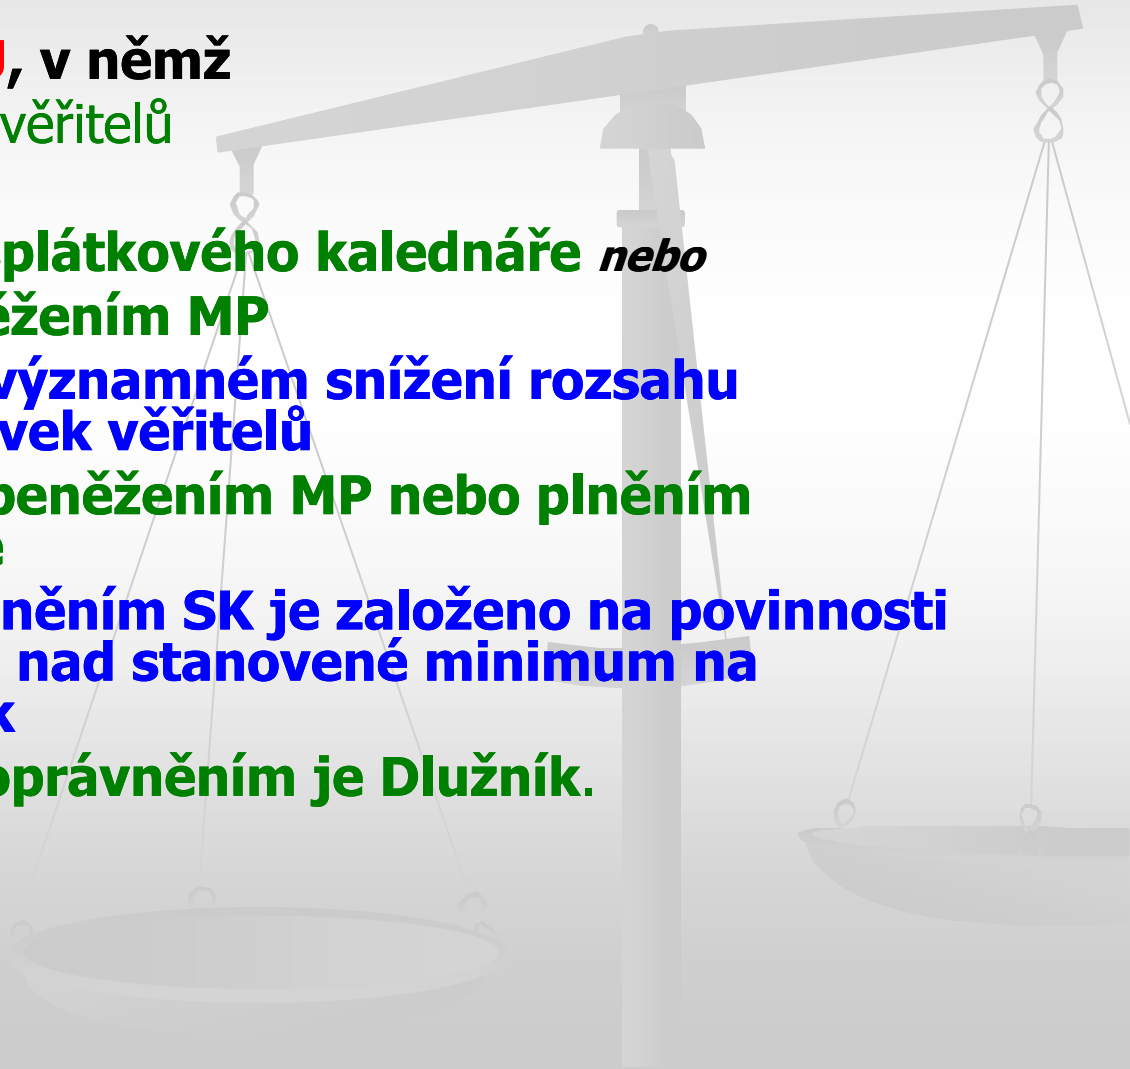 , v němž
věřitelů
splátkového kalednáře nebo
ěžením MP
významném snížení rozsahu
vek věřitelů
peněžením MP nebo plněním
e
něním SK je založeno na povinnosti
nad stanovené minimum na
k
oprávněním je Dlužník.